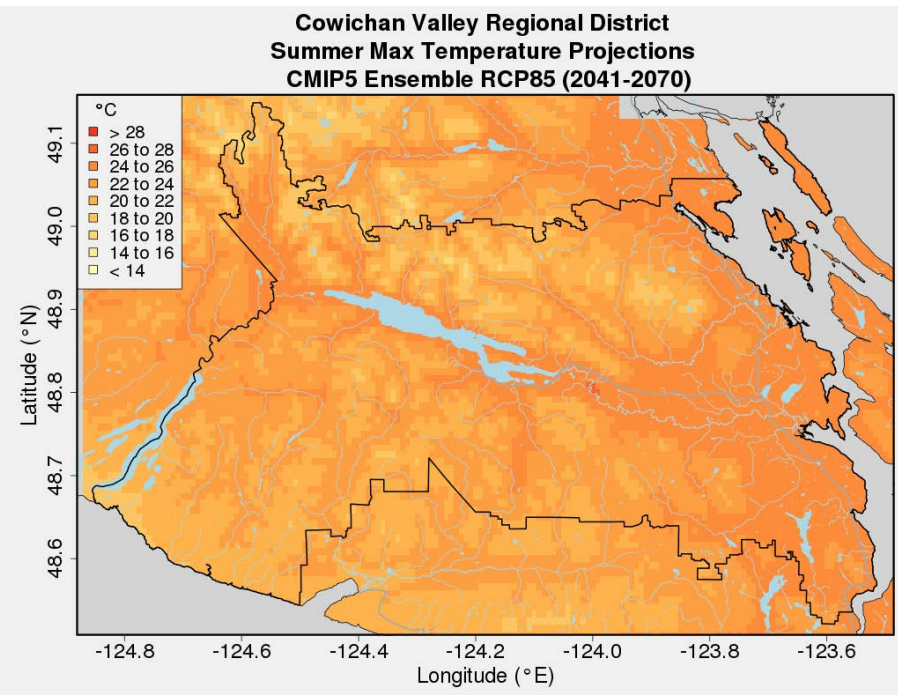 Cowichan Valley Regional District
Summer Max Temperature Projections
CMIP5 Ensemble RCP85 (2041-2070)
°C
> 28
26 to 28
24 to 26
22 to 24
20 to 22
18 to 20
16 to 18
14 to 16
< 14
Latitude (°N)
49.1
49.0
48.9
48.8
48.7
48.6
-124.8 -124.6 -124.4 -124.2 -124.0 -123.8 -123.6
Longitude (°E)